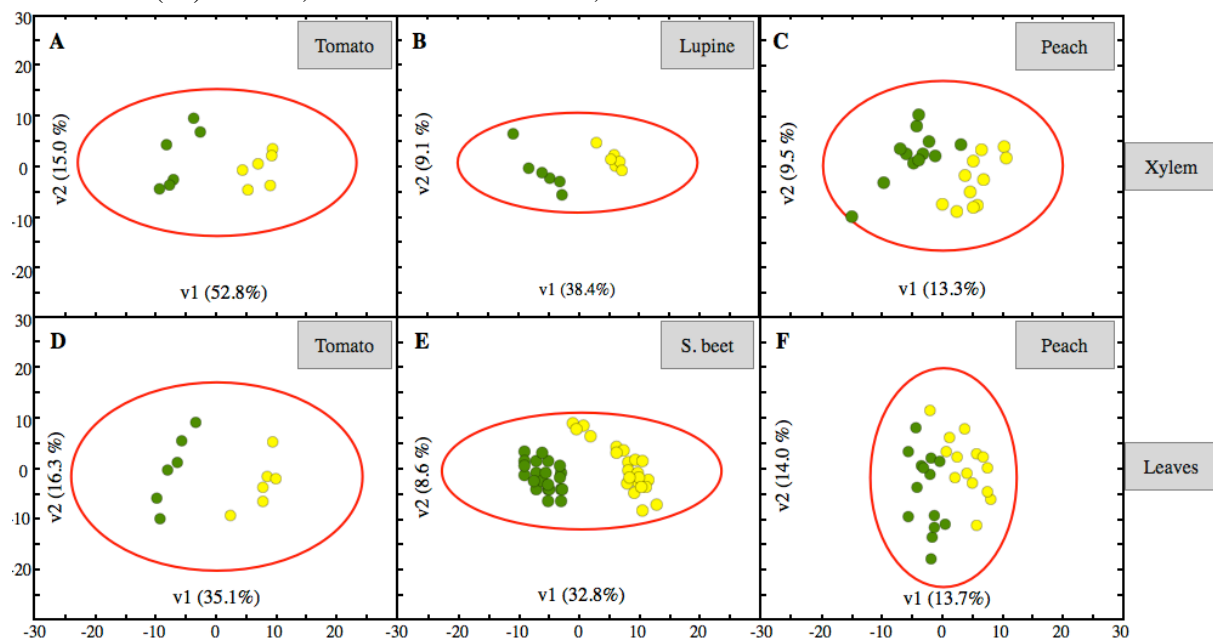 30
20
10
0
-10
-20
A
Tomato
v2 (15.0 %)
v1 (52.8%)
B
Lupine
v2 (9.1 %)
v1 (38.4%)
C
Peach
v2 (9.5 %)
v1 (13.3%)
Xylem
30
20
10
0
-10
-20
-30
D
Tomato
v2 (16.3 %)
v1 (35.1%)
E
S. beet
v2 (8.6 %)
v1 (32.8%)
F
Peach
v2 (14.0 %)
v1 (13.7%)
Leaves
-20 -10 0 10 20 -30 -20 -10 0 10 20 -30 -20 -10 0 10 20 30